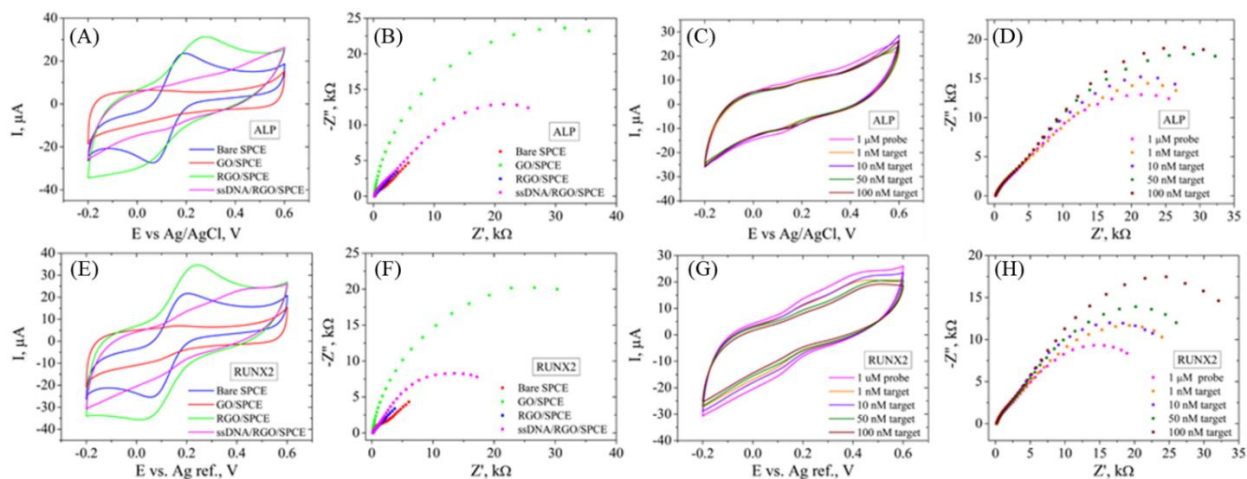 (A)
40
20
0
-20
-40
I, µA
-0.2 0.0 0.2 0.4 0.6
E vs Ag/AgCl, V
ALP
Bare SPCE
GO/SPCE
RGO/SPCE
ssDNA/RGO/SPCE
(B)
25
20
15
10
5
0
-Z", kΩ
0 10 20 30 40
Z', kΩ
ALP
Bare SPCE
GO/SPCE
RGO/SPCE
ssDNA/RGO/SPCE
(C)
30
20
10
0
-10
-20
-30
-40
I, µA
-0.2 0.0 0.2 0.4 0.6
E vs Ag/AgCl, V
ALP
1 µM probe
1 nM target
10 nM target
50 nM target
100 nM target
(D)
20
15
10
5
0
-Z", kΩ
0 5 10 15 20 25 30 35
Z', kΩ
ALP
1 µM probe
1 nM target
10 nM target
50 nM target
100 nM target
(E)
40
30
20
10
0
-10
-20
-30
-40
I, µA
-0.2 0.0 0.2 0.4 0.6
E vs. Ag ref., V
RUNX2
Bare SPCE
GO/SPCE
RGO/SPCE
ssDNA/RGO/SPCE
(F)
25
20
15
10
5
0
-Z", kΩ
0 10 20 30 40
Z', kΩ
RUNX2
Bare SPCE
GO/SPCE
RGO/SPCE
ssDNA/RGO/SPCE
(G)
30
20
10
0
-10
-20
-30
-40
I, µA
-0.2 0.0 0.2 0.4 0.6
E vs. Ag ref., V
RUNX2
1 uM probe
1 nM target
10 nM target
50 nM target
100 nM target
(H)
20
15
10
5
0
-Z", kΩ
0 5 10 15 20 25 30 35
Z', kΩ
RUNX2
1 µM probe
1 nM target
10 nM target
50 nM target
100 nM target